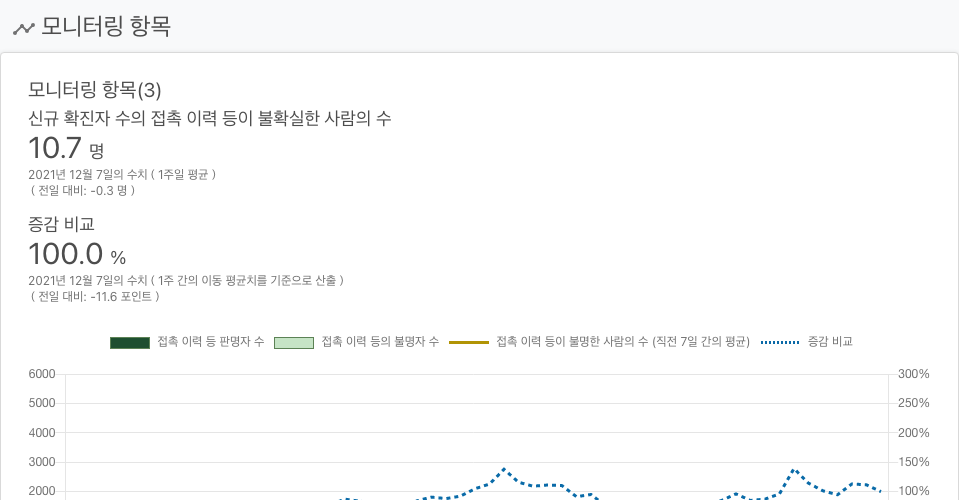 모니터링 항목
모니터링 항목(3)
신규 확진자 수의 접촉 이력 등이 불확실한 사람의 수
10.7 명
2021년 12월 7일의 수치 ( 1주일 평균 )
( 전일 대비: -0.3 명 )
증감 비교
100.0 %
2021년 12월 7일의 수치 ( 1주 간의 이동 평균치를 기준으로 산출 )
( 전일 대비: -11.6 포인트 )
접촉 이력 등 판명자 수 접촉 이력 등의 불명자 수 접촉 이력 등이 불명한 사람의 수 (직전 7일 간의 평균) 증감 비교
6000 300%
5000 250%
4000 200%
3000 150%
2000 100%